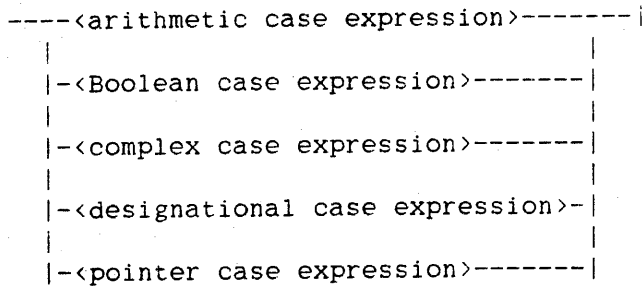 ----<arithmetic case expression>-------|
|-<Boolean case expression>-------|
|-<complex case expression>-------|
|-<designational case expression>-|
|-<pointer case expression>-------|